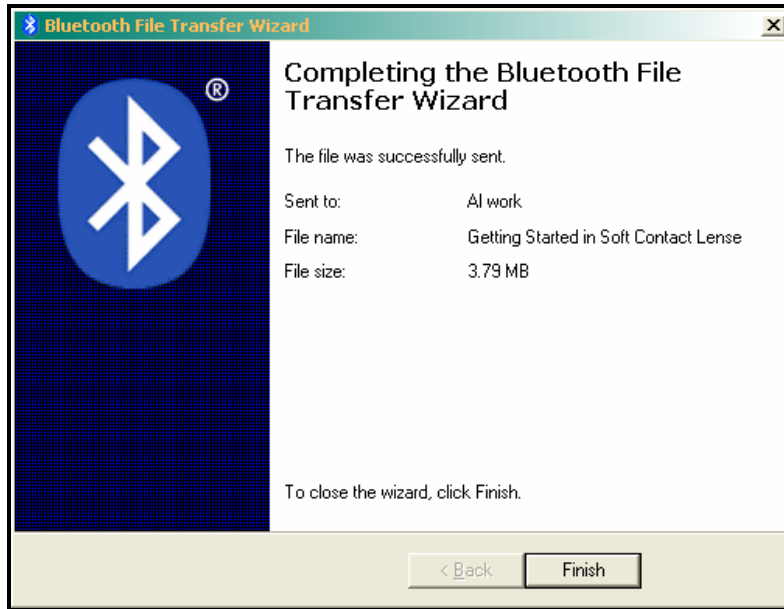 Bluetooth File Transfer Wizard
®
Completing the Bluetooth File
Transfer Wizard
The file was successfully sent.
Sent to: Al work
File name: Getting Started in Soft Contact Lense
File size: 3.79 MB
To close the wizard, click Finish.
< Back Finish